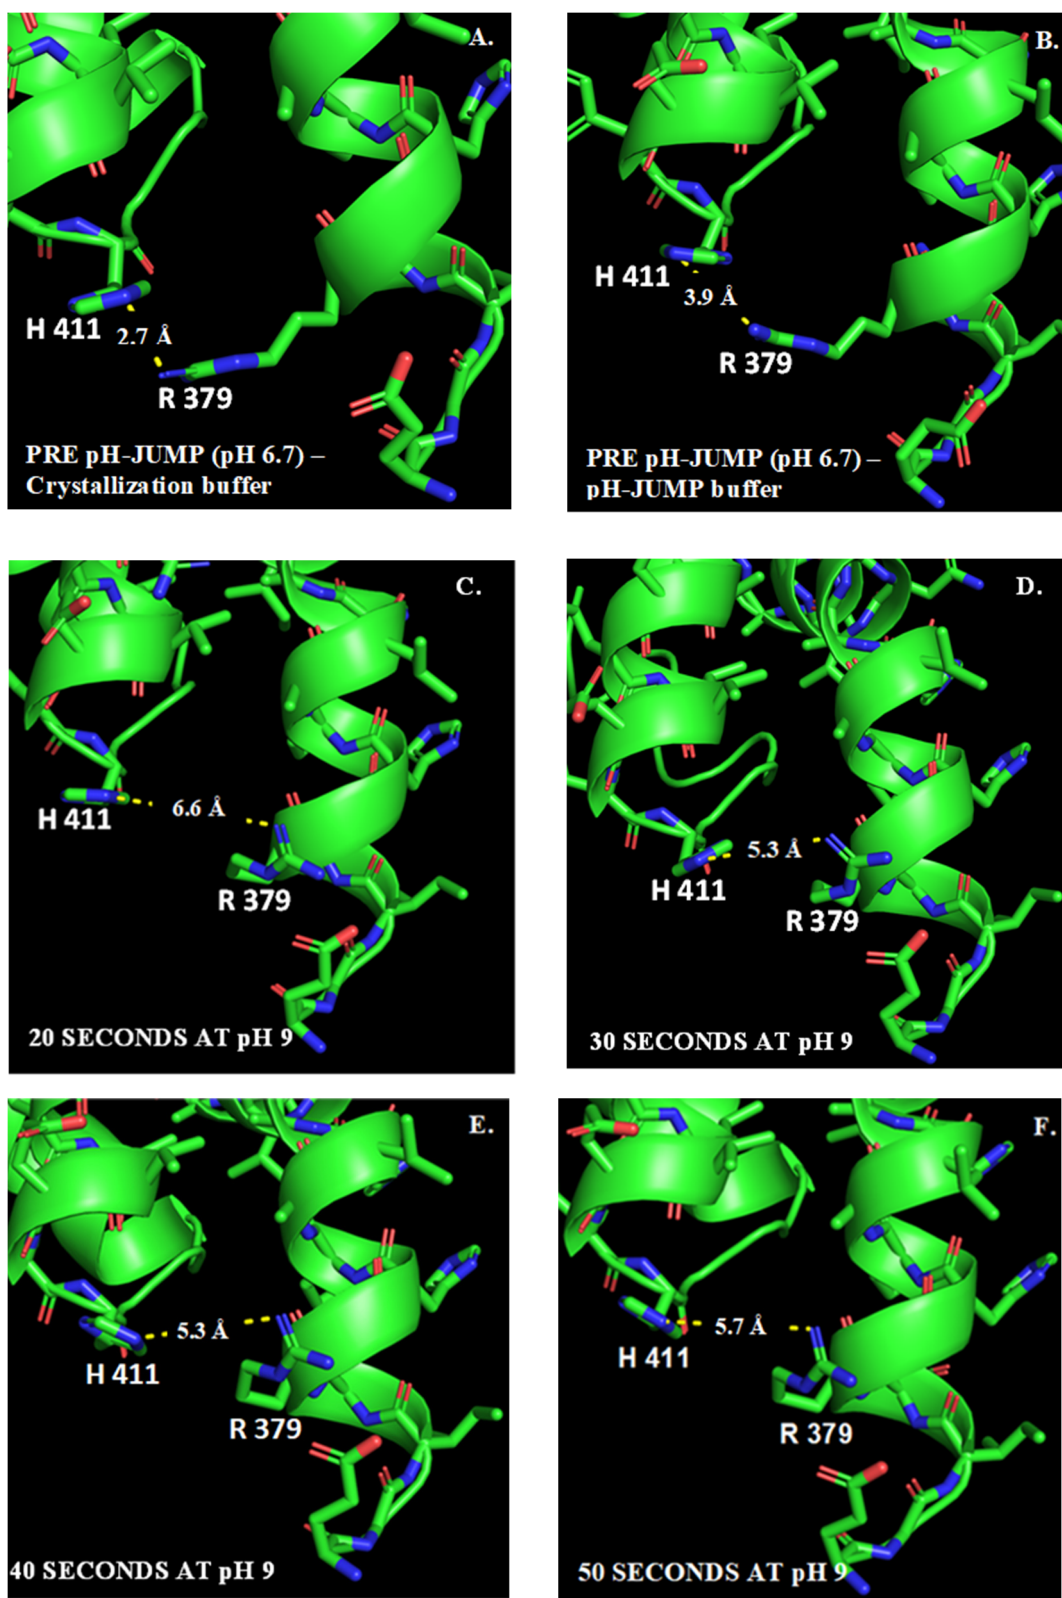 A.
H 411
2.7 Å
R 379
PRE pH-JUMP (pH 6.7) –
Crystallization buffer
B.
H 411
3.9 Å
R 379
PRE pH-JUMP (pH 6.7) –
pH-JUMP buffer
C.
H 411
6.6 Å
R 379
20 SECONDS AT pH 9
D.
H 411
5.3 Å
R 379
30 SECONDS AT pH 9
E.
H 411
5.3 Å
R 379
40 SECONDS AT pH 9
F.
H 411
5.7 Å
R 379
50 SECONDS AT pH 9